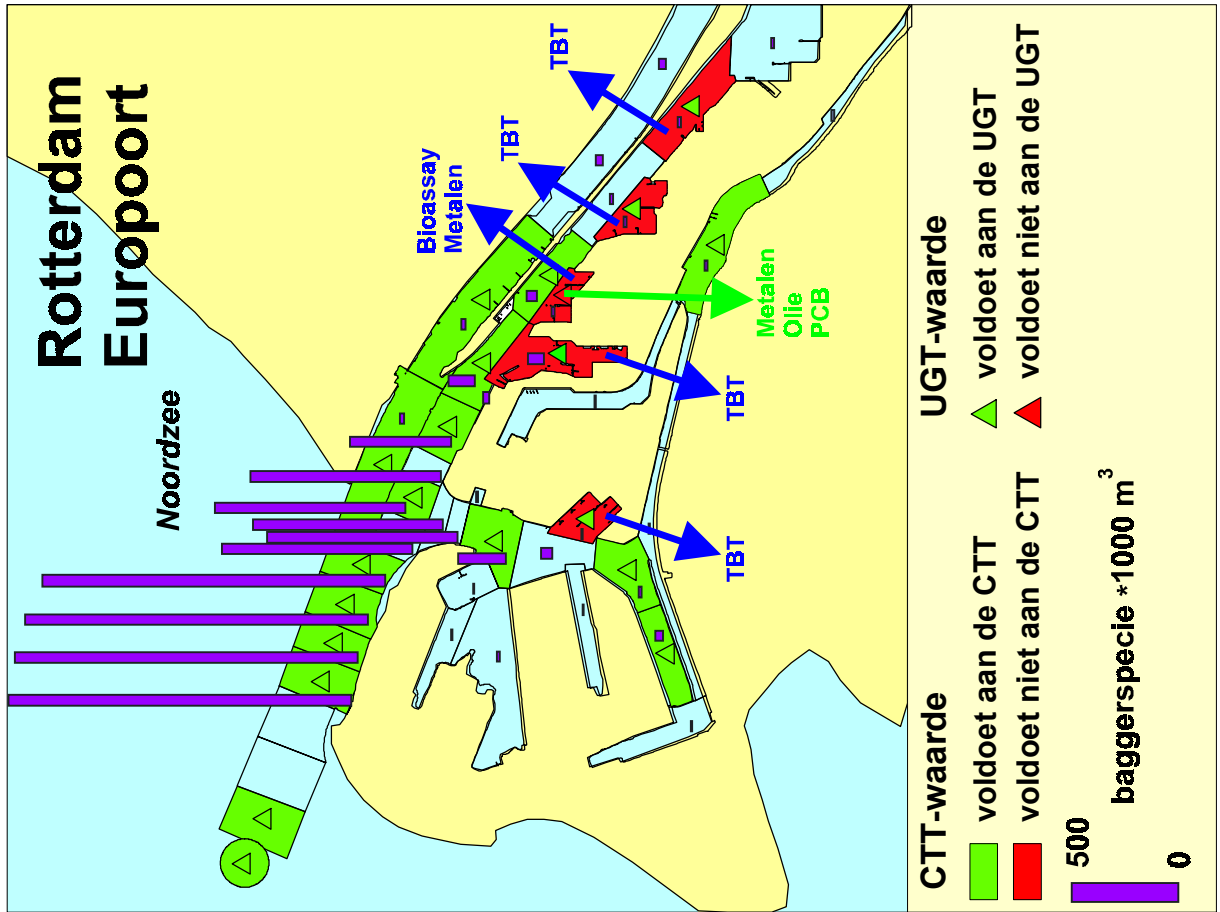 Rotterdam
Europoort
Noordzee
Bioassay
Metalen
TBT
TBT
TBT
TBT
Metalen
Olie
PCB
CTT-waarde
voldoet aan de CTT
voldoet niet aan de CTT
UGT-waarde
voldoet aan de UGT
voldoet niet aan de UGT
500
0
baggerspecie *1000 m³